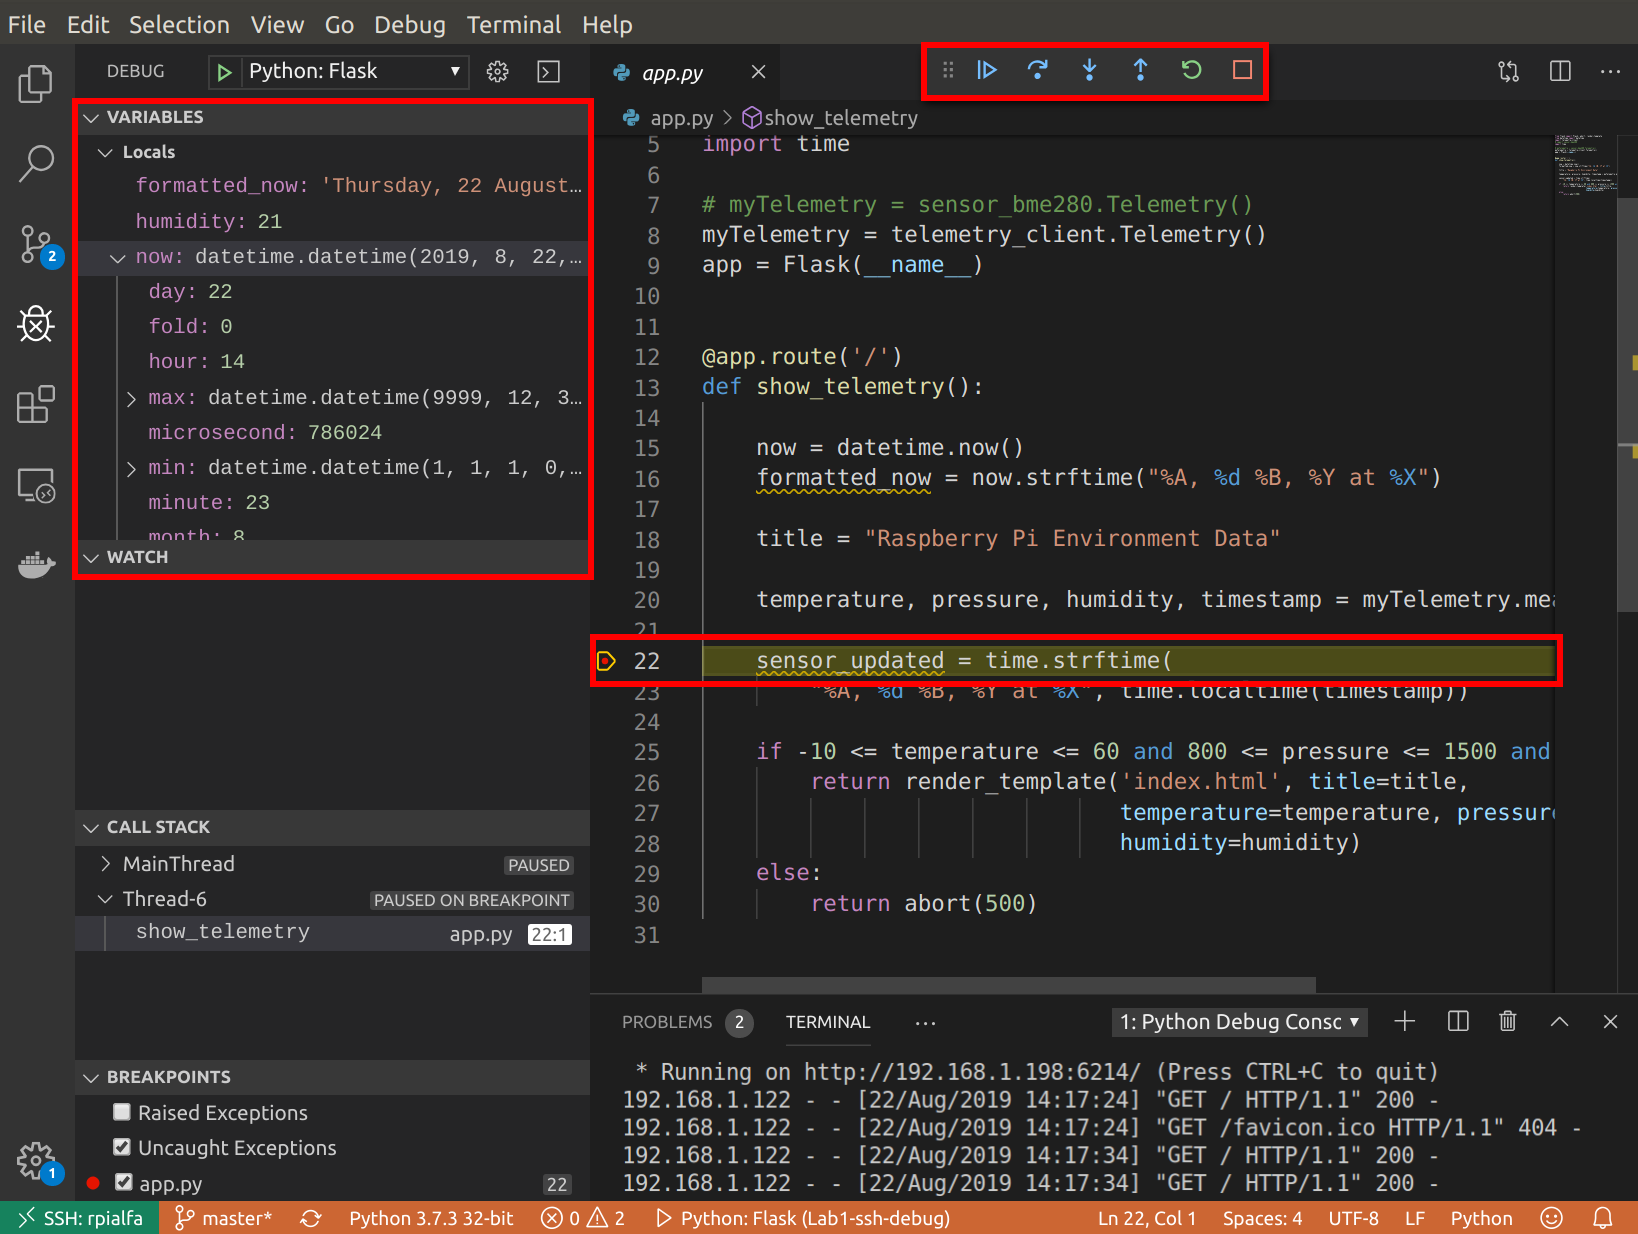 File Edit Selection View Go Debug Terminal Help
DEBUG Python: Flask
app.py
VARIABLES
Locals
formatted_now: 'Thursday, 22 August...
humidity: 21
now: datetime.datetime(2019, 8, 22,...
day: 22
fold: 0
hour: 14
max: datetime.datetime(9999, 12, 3...
microsecond: 786024
min: datetime.datetime(1, 1, 1, 0,...
minute: 23
month: 8
WATCH
2
CALL STACK
MainThread PAUSED
Thread-6 PAUSED ON BREAKPOINT
show_telemetry app.py 22:1
BREAKPOINTS
Raised Exceptions
Uncaught Exceptions
app.py 22
1
app.py > show_telemetry
5 import time
6
7 # myTelemetry = sensor_bme280.Telemetry()
8 myTelemetry = telemetry_client.Telemetry()
9 app = Flask(__name__)
10
11
12 @app.route('/')
13 def show_telemetry():
14
15 now = datetime.now()
16 formatted_now = now.strftime("%A, %d %B, %Y at %X")
17
18 title = "Raspberry Pi Environment Data"
19
20 temperature, pressure, humidity, timestamp = myTelemetry.mea
21
22 sensor_updated = time.strftime(
23 "%A, %d %B, %Y at %X", time.localtime(timestamp))
24
25 if -10 <= temperature <= 60 and 800 <= pressure <= 1500 and
26 return render_template('index.html', title=title,
27 temperature=temperature, pressure
28 humidity=humidity)
29 else:
30 return abort(500)
31
PROBLEMS 2 TERMINAL ... 1: Python Debug Consc
* Running on http://192.168.1.198:6214/ (Press CTRL+C to quit)
192.168.1.122 - - [22/Aug/2019 14:17:24] "GET / HTTP/1.1" 200 -
192.168.1.122 - - [22/Aug/2019 14:17:24] "GET /favicon.ico HTTP/1.1" 404 -
192.168.1.122 - - [22/Aug/2019 14:17:34] "GET / HTTP/1.1" 200 -
192.168.1.122 - - [22/Aug/2019 14:17:34] "GET / HTTP/1.1" 200 -
SSH: rpialfa master* Python 3.7.3 32-bit 0 2 Python: Flask (Lab1-ssh-debug) Ln 22, Col 1 Spaces: 4 UTF-8 LF Python